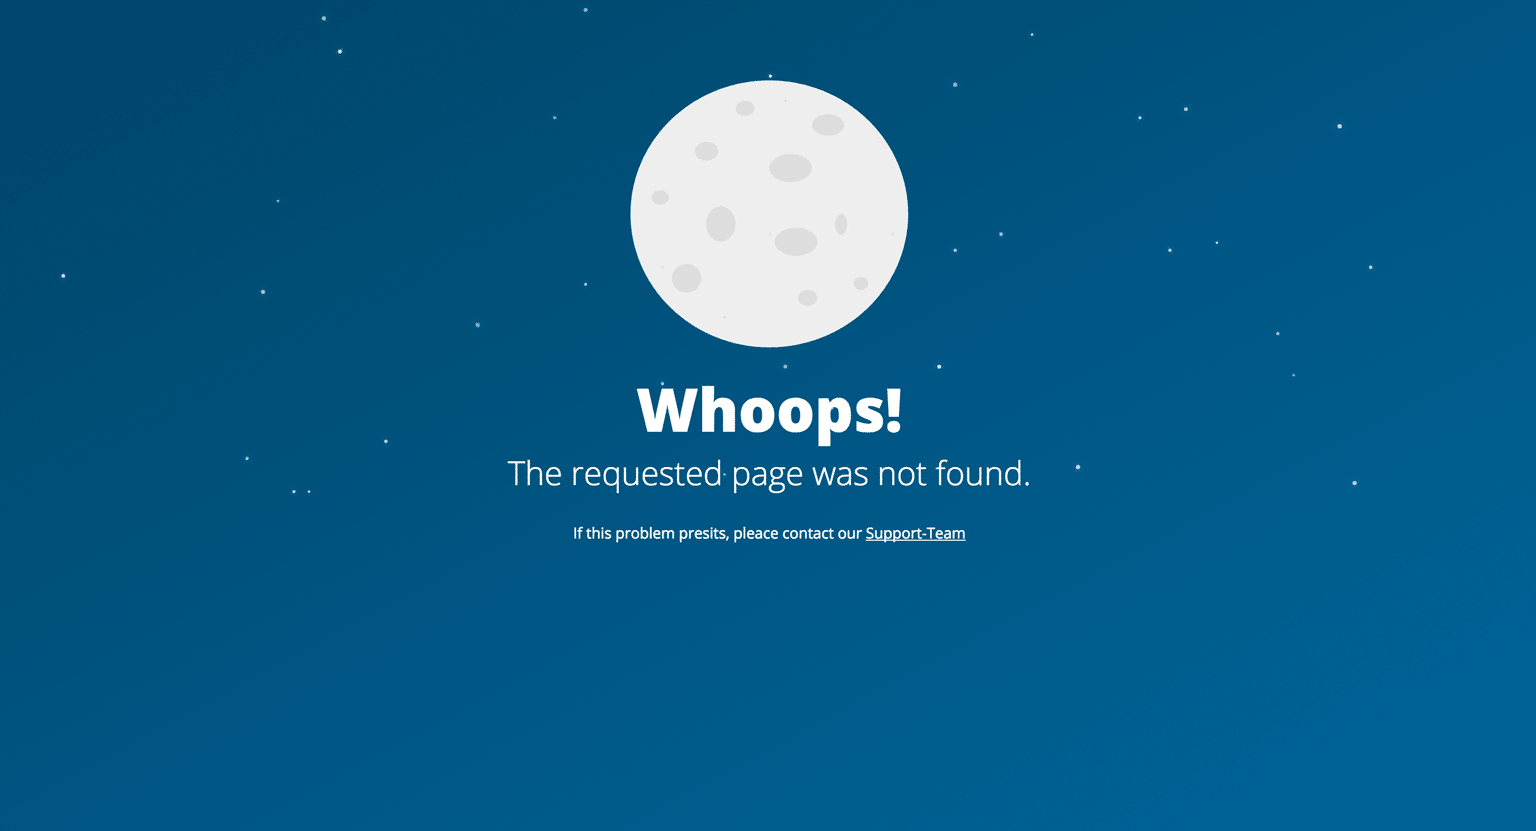 Whoops!
The requested page was not found.
If this problem presits, pleace contact our Support-Team